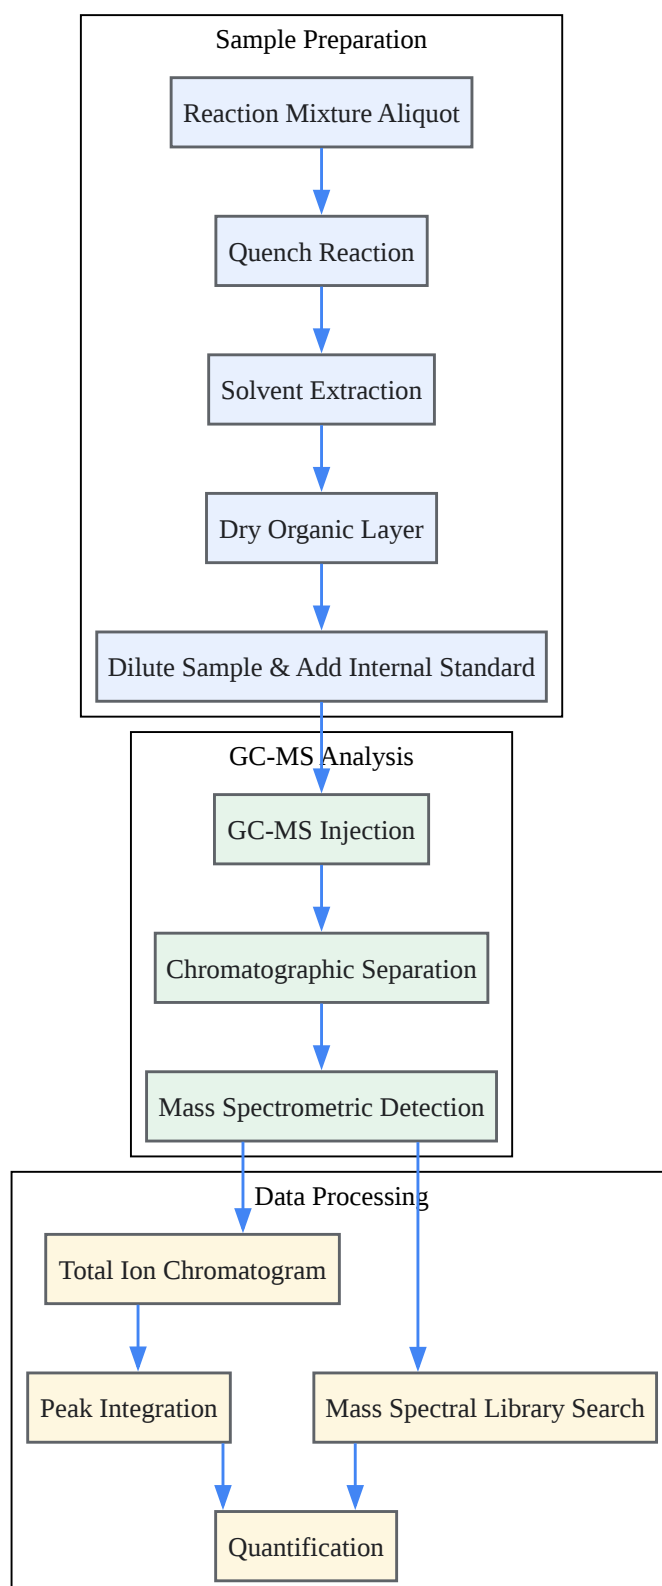 Sample Preparation
Reaction Mixture Aliquot
Quench Reaction
Solvent Extraction
Dry Organic Layer
Dilute Sample & Add Internal Standard
GC-MS Analysis
GC-MS Injection
Chromatographic Separation
Mass Spectrometric Detection
Data Processing
Total Ion Chromatogram
Peak Integration
Mass Spectral Library Search
Quantification